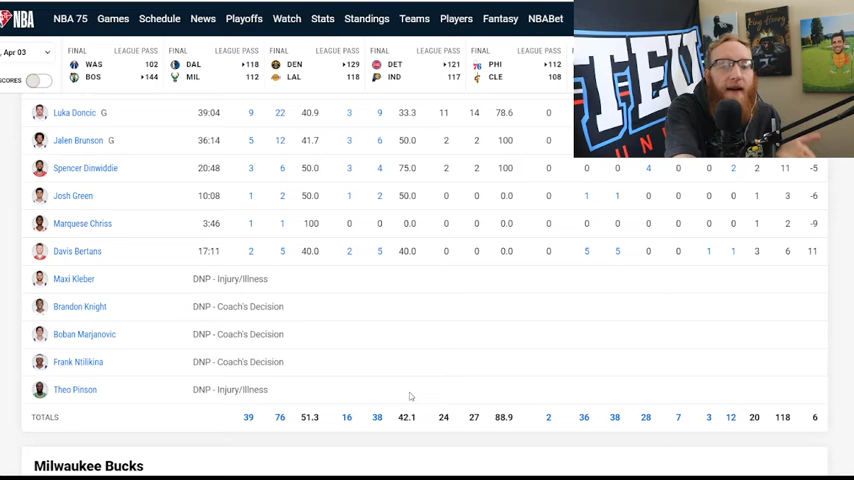 NBA NBA 75 Games Schedule News Playoffs Watch Stats Standings Teams Players Fantasy NBABet
, Apr 03
SCORES
FINAL LEAGUE PASS FINAL LEAGUE PASS FINAL LEAGUE PASS FINAL LEAGUE PASS FINAL LEAGUE PASS
WAS 102 DAL 118 DEN 129 DET 121 PHI 112
BOS 144 MIL 112 LAL 118 IND 117 CLE 108
TEU
UNI
Luka Doncic G 39:04 9 22 40.9 3 9 33.3 11 14 78.6 0
Jalen Brunson G 36:14 5 12 41.7 3 6 50.0 2 2 100 0
Spencer Dinwiddie 20:48 3 6 50.0 3 4 75.0 2 2 100 0 0 0 4 0 0 2 2 11 -5
Josh Green 10:08 1 2 50.0 1 2 50.0 0 0 0.0 0 1 1 0 0 0 0 1 3 -6
Marquese Chriss 3:46 1 1 100 0 0 0.0 0 0 0.0 0 0 0 0 0 0 0 1 2 -9
Davis Bertans 17:11 2 5 40.0 2 5 40.0 0 0 0.0 0 5 5 0 0 1 1 3 6 11
Maxi Kleber DNP - Injury/Illness
Brandon Knight DNP - Coach's Decision
Boban Marjanovic DNP - Coach's Decision
Frank Ntilikina DNP - Coach's Decision
Theo Pinson DNP - Injury/Illness
TOTALS 39 76 51.3 16 38 42.1 24 27 88.9 2 36 38 28 7 3 12 20 118 6
Milwaukee Bucks